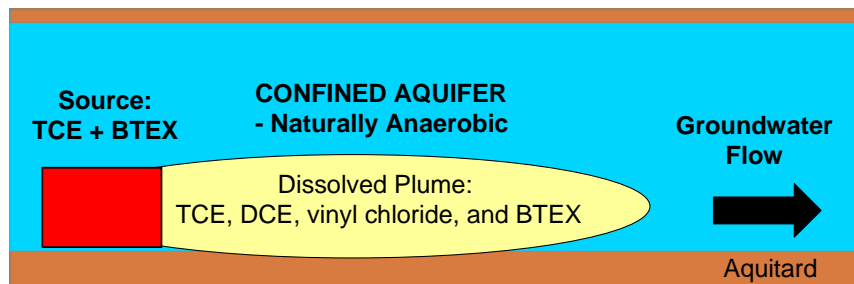 Source:
TCE + BTEX
CONFINED AQUIFER
- Naturally Anaerobic
Groundwater
Flow
Dissolved Plume:
TCE, DCE, vinyl chloride, and BTEX
Aquitard